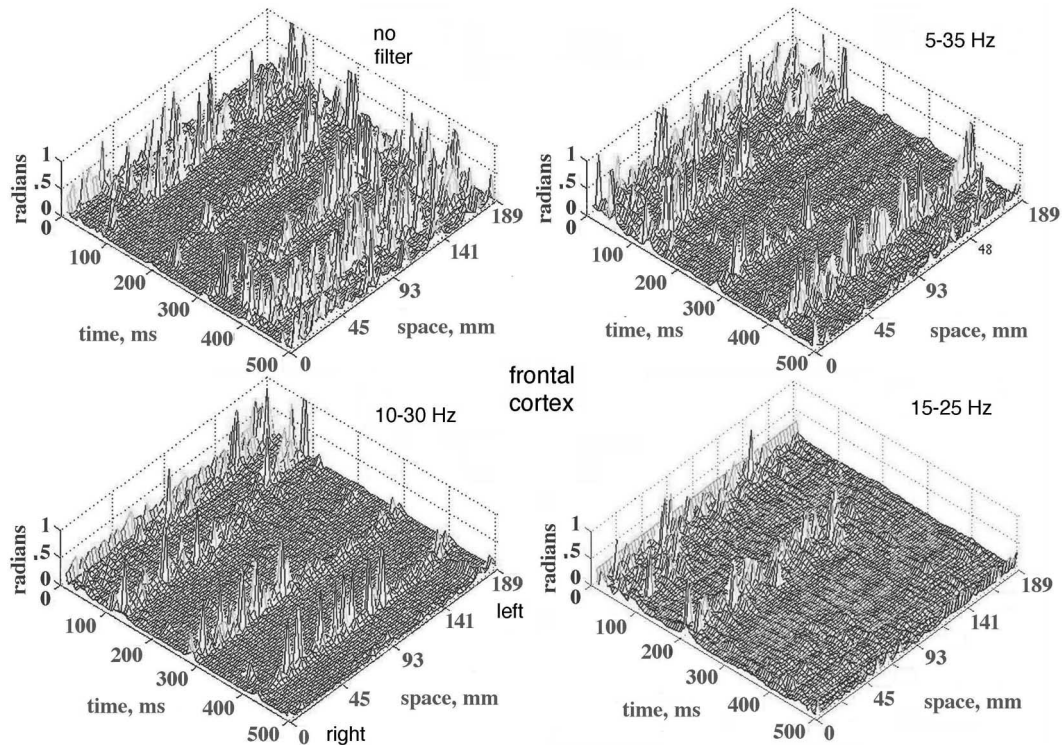 no
filter
1
.5
0
radians
0
100
200
300
400
500
time, ms
0
45
93
141
189
space, mm
5-35 Hz
1
.5
0
radians
0
100
200
300
400
500
time, ms
0
45
93
48
189
space, mm
frontal
cortex
10-30 Hz
1
.5
0
radians
0
100
200
300
400
500
time, ms
0
45
93
141
189
space, mm
left
right
15-25 Hz
1
.5
0
radians
0
100
200
300
400
500
time, ms
0
45
93
141
189
space, mm